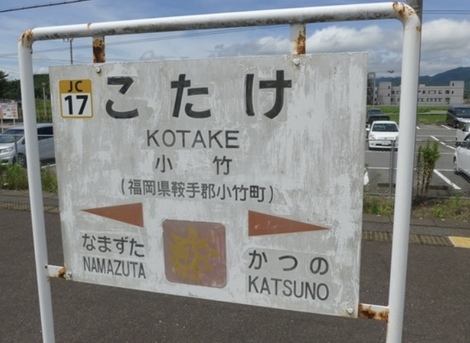 JC
17
こたけ
KOTAKE
小竹
(福岡県鞍手郡小竹町)
なまずた
NAMAZUTA
かつの
KATSUNO